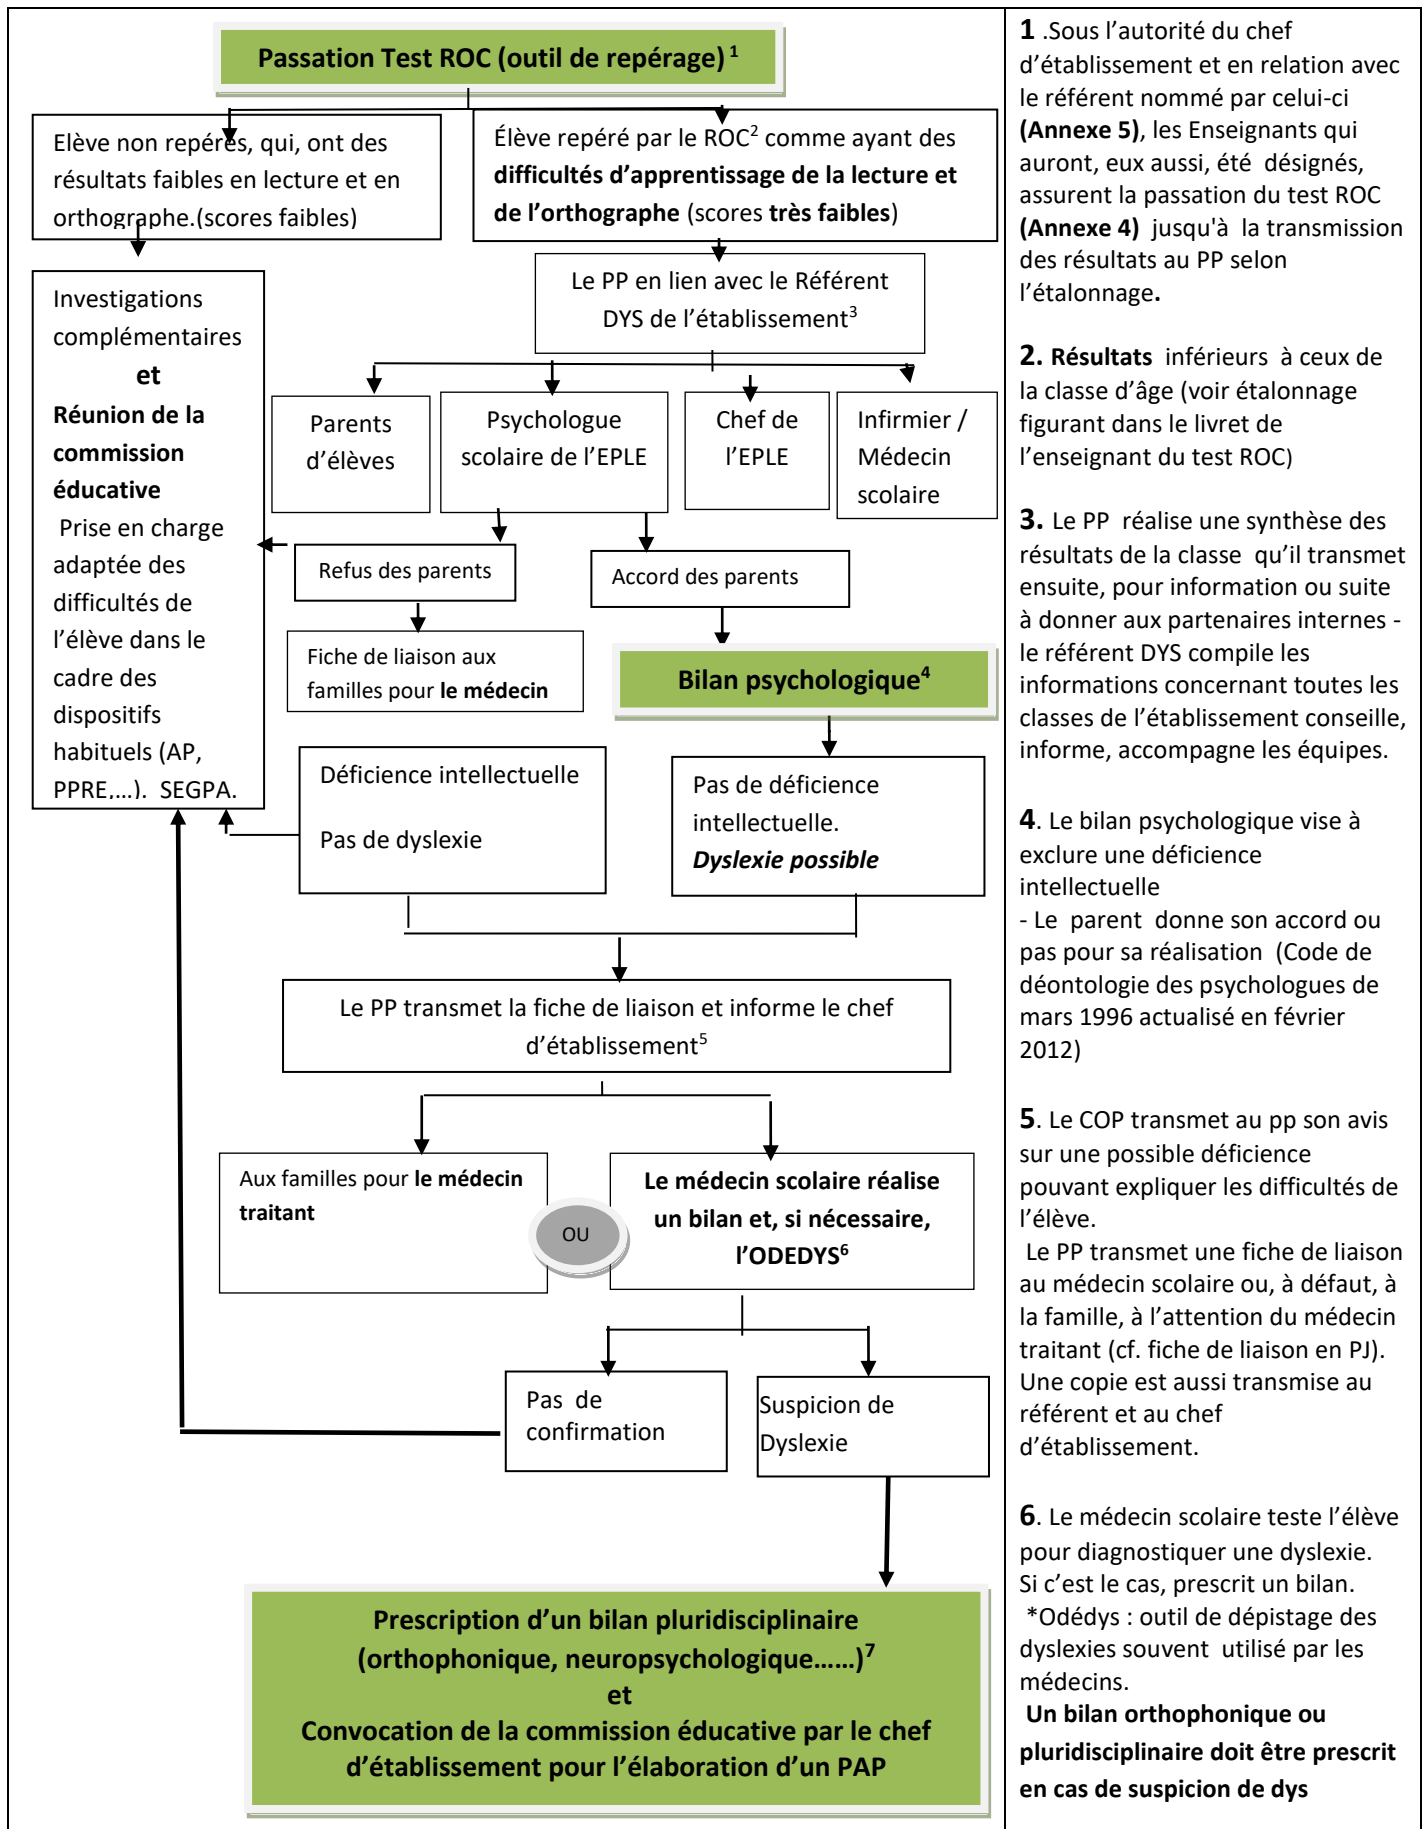 Passation Test ROC (outil de repérage) 1
Elève non repérés, qui, ont des
résultats faibles en lecture et en
orthographe.(scores faibles)
Élève repéré par le ROC2 comme ayant des
difficultés d'apprentissage de la lecture et
de l'orthographe (scores très faibles)
Le PP en lien avec le Référent
DYS de l'établissement3
Investigations
complémentaires
et
Réunion de la
commission
éducative
Prise en charge
adaptée des
difficultés de
l'élève dans le
cadre des
dispositifs
habituels (AP,
PPRE,...). SEGPA.
Parents
d'élèves
Psychologue
scolaire de l'EPLE
Chef de
l'EPLE
Infirmier /
Médecin
scolaire
Refus des parents
Accord des parents
Fiche de liaison aux
familles pour le médecin
Bilan psychologique4
Déficience intellectuelle
Pas de dyslexie
Pas de déficience
intellectuelle.
Dyslexie possible
Le PP transmet la fiche de liaison et informe le chef
d'établissement5
Aux familles pour le médecin
traitant
OU
Le médecin scolaire réalise
un bilan et, si nécessaire,
l'ODEDYS6
Pas de
confirmation
Suspicion de
Dyslexie
Prescription d'un bilan pluridisciplinaire
(orthophonique, neuropsychologique......)7
et
Convocation de la commission éducative par le chef
d'établissement pour l'élaboration d'un PAP
1 .Sous l'autorité du chef
d'établissement et en relation avec
le référent nommé par celui-ci
(Annexe 5), les Enseignants qui
auront, eux aussi, été désignés,
assurent la passation du test ROC
(Annexe 4) jusqu'à la transmission
des résultats au PP selon
l'étalonnage.
2. Résultats inférieurs à ceux de
la classe d'âge (voir étalonnage
figurant dans le livret de
l'enseignant du test ROC)
3. Le PP réalise une synthèse des
résultats de la classe qu'il transmet
ensuite, pour information ou suite
à donner aux partenaires internes -
le référent DYS compile les
informations concernant toutes les
classes de l'établissement conseille,
informe, accompagne les équipes.
4. Le bilan psychologique vise à
exclure une déficience
intellectuelle
- Le parent donne son accord ou
pas pour sa réalisation (Code de
déontologie des psychologues de
mars 1996 actualisé en février
2012)
5. Le COP transmet au pp son avis
sur une possible déficience
pouvant expliquer les difficultés de
l'élève.
Le PP transmet une fiche de liaison
au médecin scolaire ou, à défaut, à
la famille, à l'attention du médecin
traitant (cf. fiche de liaison en PJ).
Une copie est aussi transmise au
référent et au chef
d'établissement.
6. Le médecin scolaire teste l'élève
pour diagnostiquer une dyslexie.
Si c'est le cas, prescrit un bilan.
*Odédys : outil de dépistage des
dyslexies souvent utilisé par les
médecins.
Un bilan orthophonique ou
pluridisciplinaire doit être prescrit
en cas de suspicion de dys